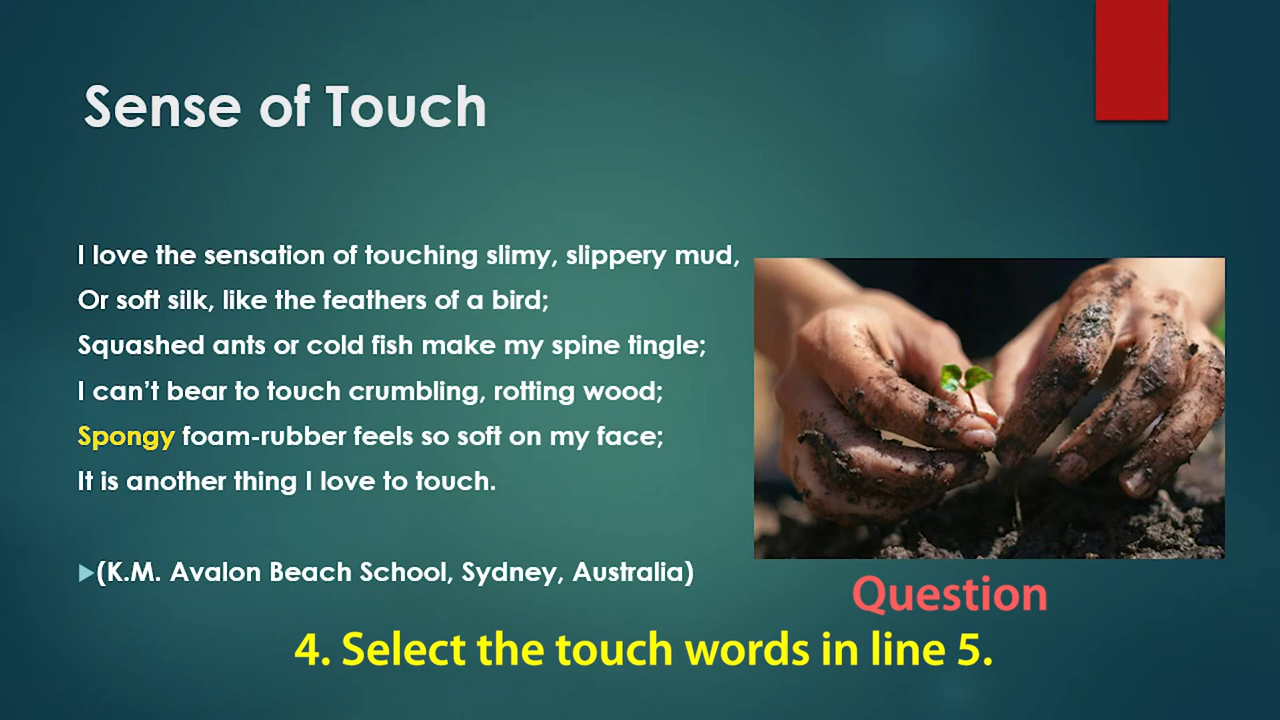 Sense of Touch
I love the sensation of touching slimy, slippery mud,
Or soft silk, like the feathers of a bird;
Squashed ants or cold fish make my spine tingle;
I can’t bear to touch crumbling, rotting wood;
Spongy foam-rubber feels so soft on my face;
It is another thing I love to touch.
(K.M. Avalon Beach School, Sydney, Australia)
Question
4. Select the touch words in line 5.